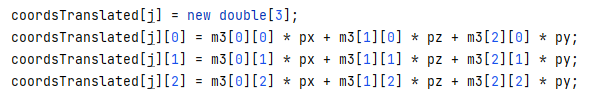 coordsTranslated[j] = new double[3];
coordsTranslated[j][0] = m3[0][0] * px + m3[1][0] * pz + m3[2][0] * py;
coordsTranslated[j][1] = m3[0][1] * px + m3[1][1] * pz + m3[2][1] * py;
coordsTranslated[j][2] = m3[0][2] * px + m3[1][2] * pz + m3[2][2] * py;